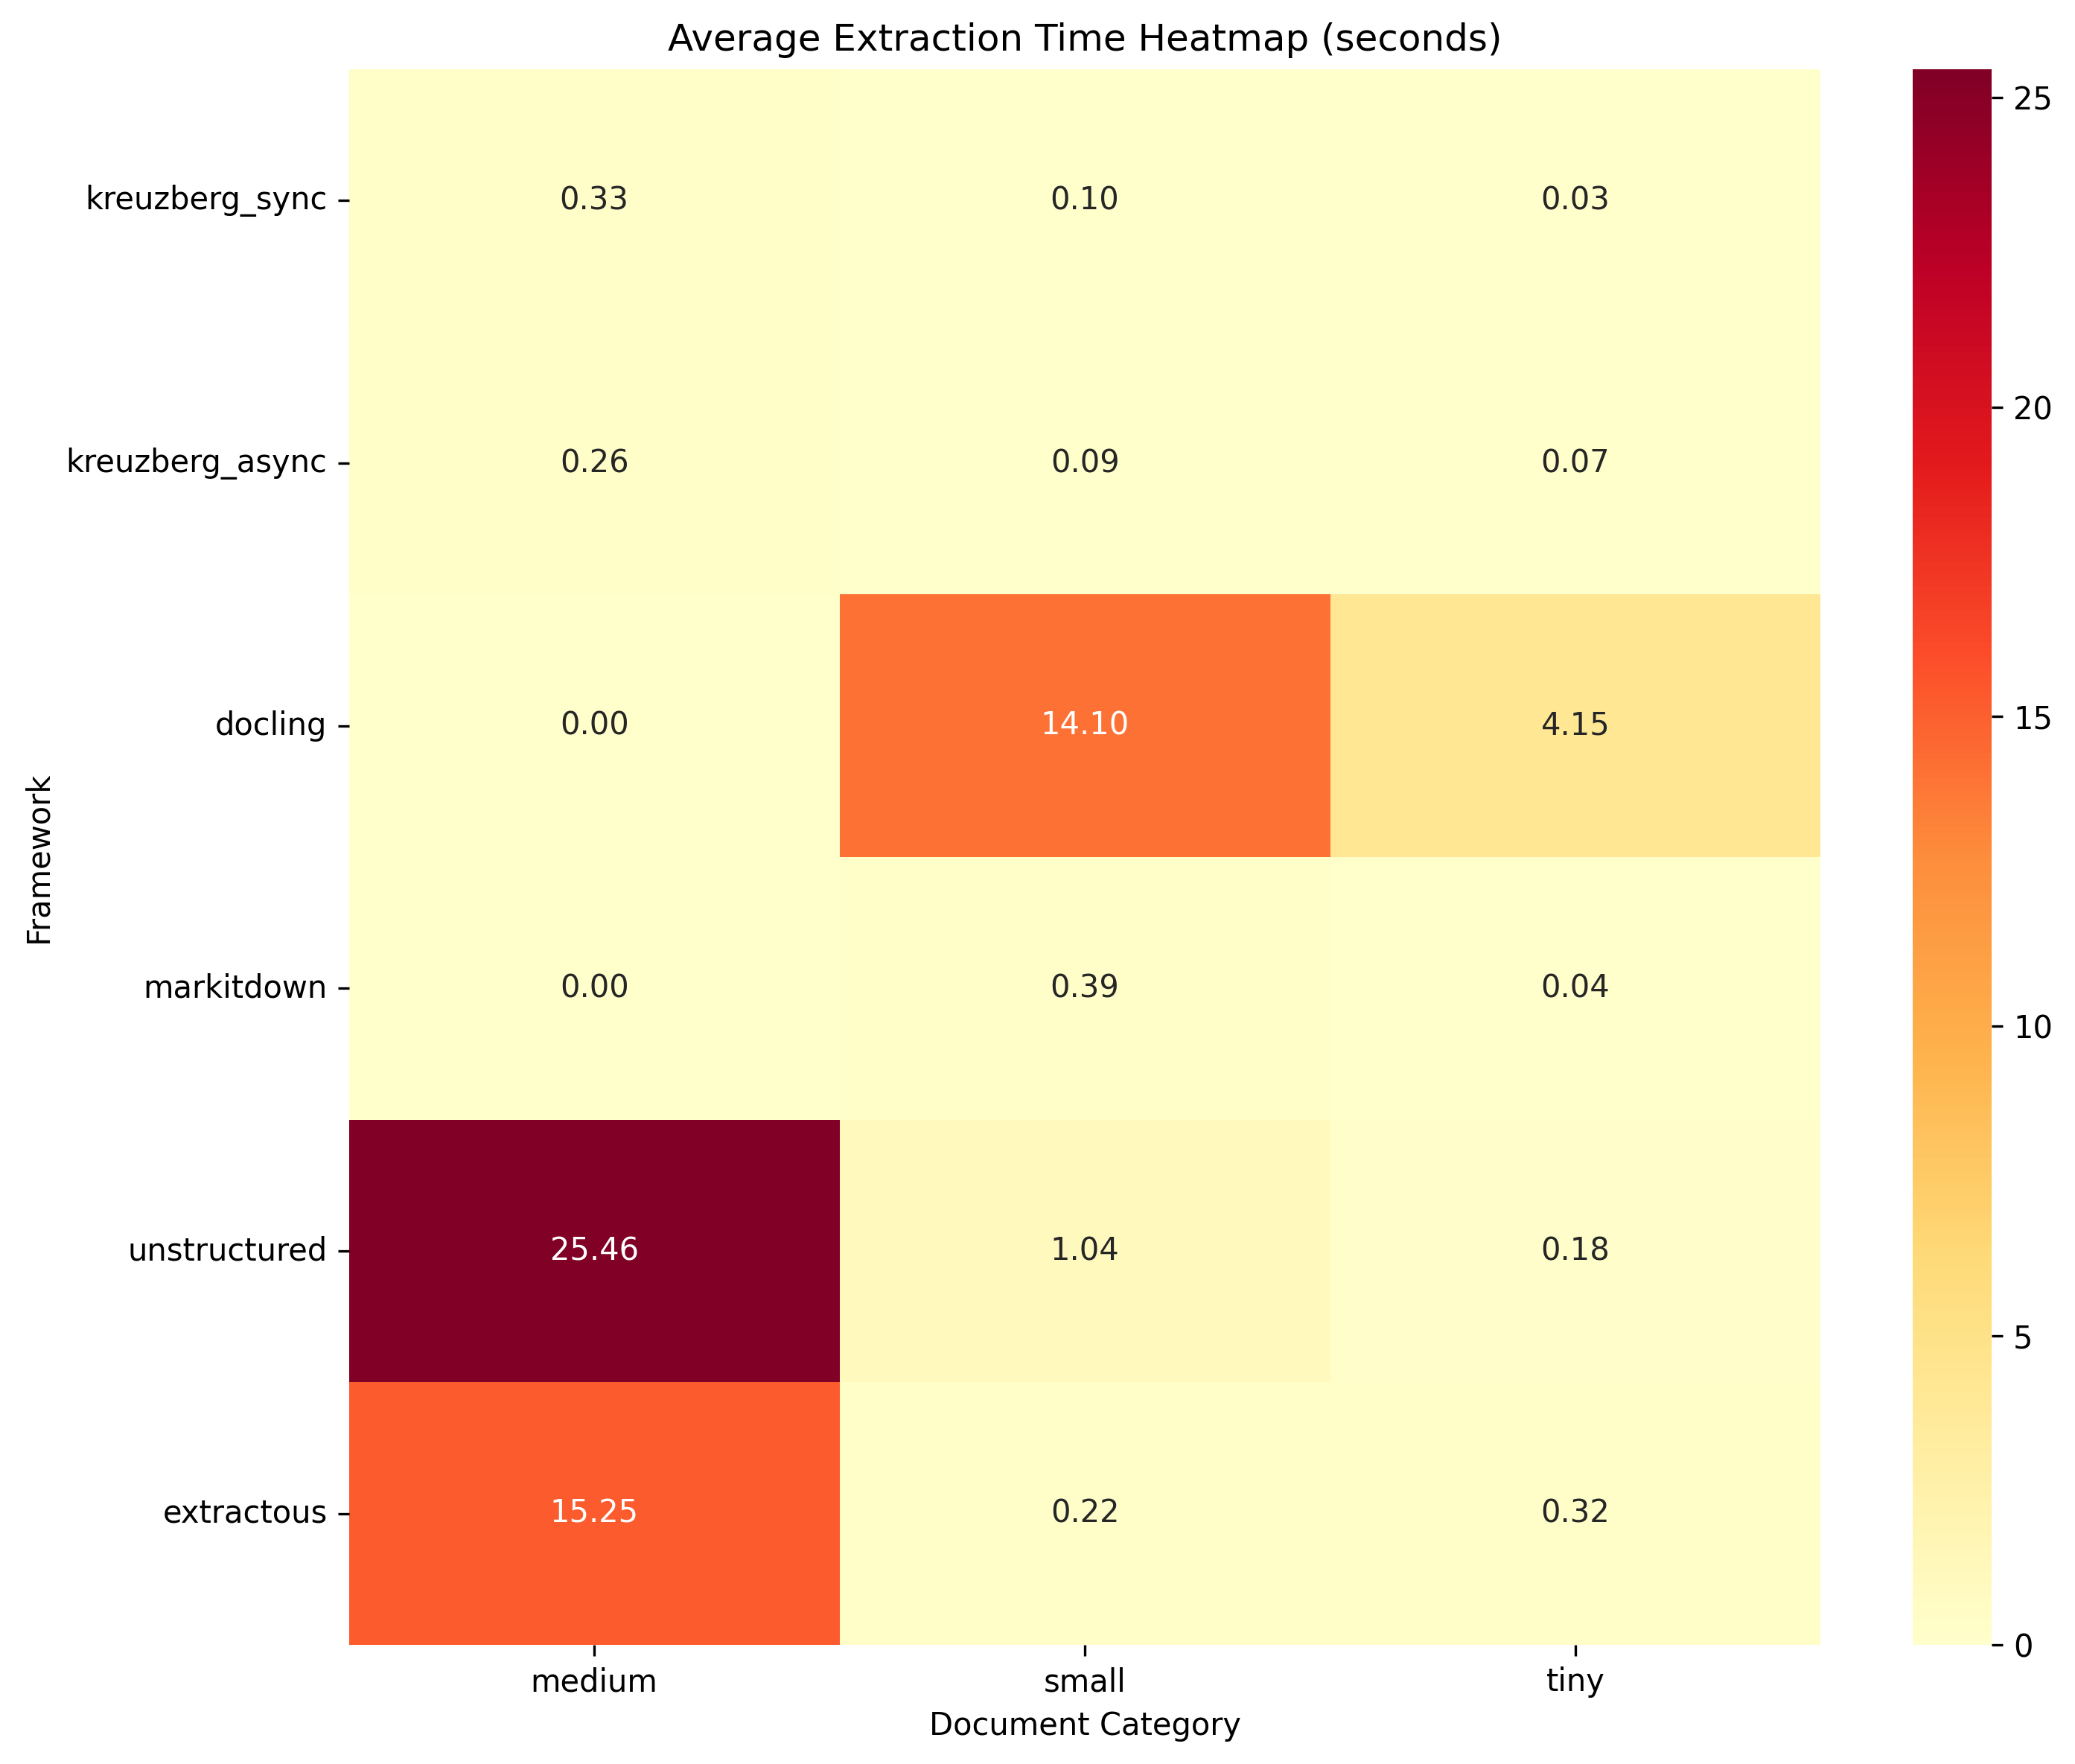 Average Extraction Time Heatmap (seconds)
kreuzberg_sync 0.33 0.10 0.03
kreuzberg_async 0.26 0.09 0.07
docling 0.00 14.10 4.15
markitdown 0.00 0.39 0.04
unstructured 25.46 1.04 0.18
extractous 15.25 0.22 0.32
medium small tiny
Document Category
Framework
25
20
15
10
5
0